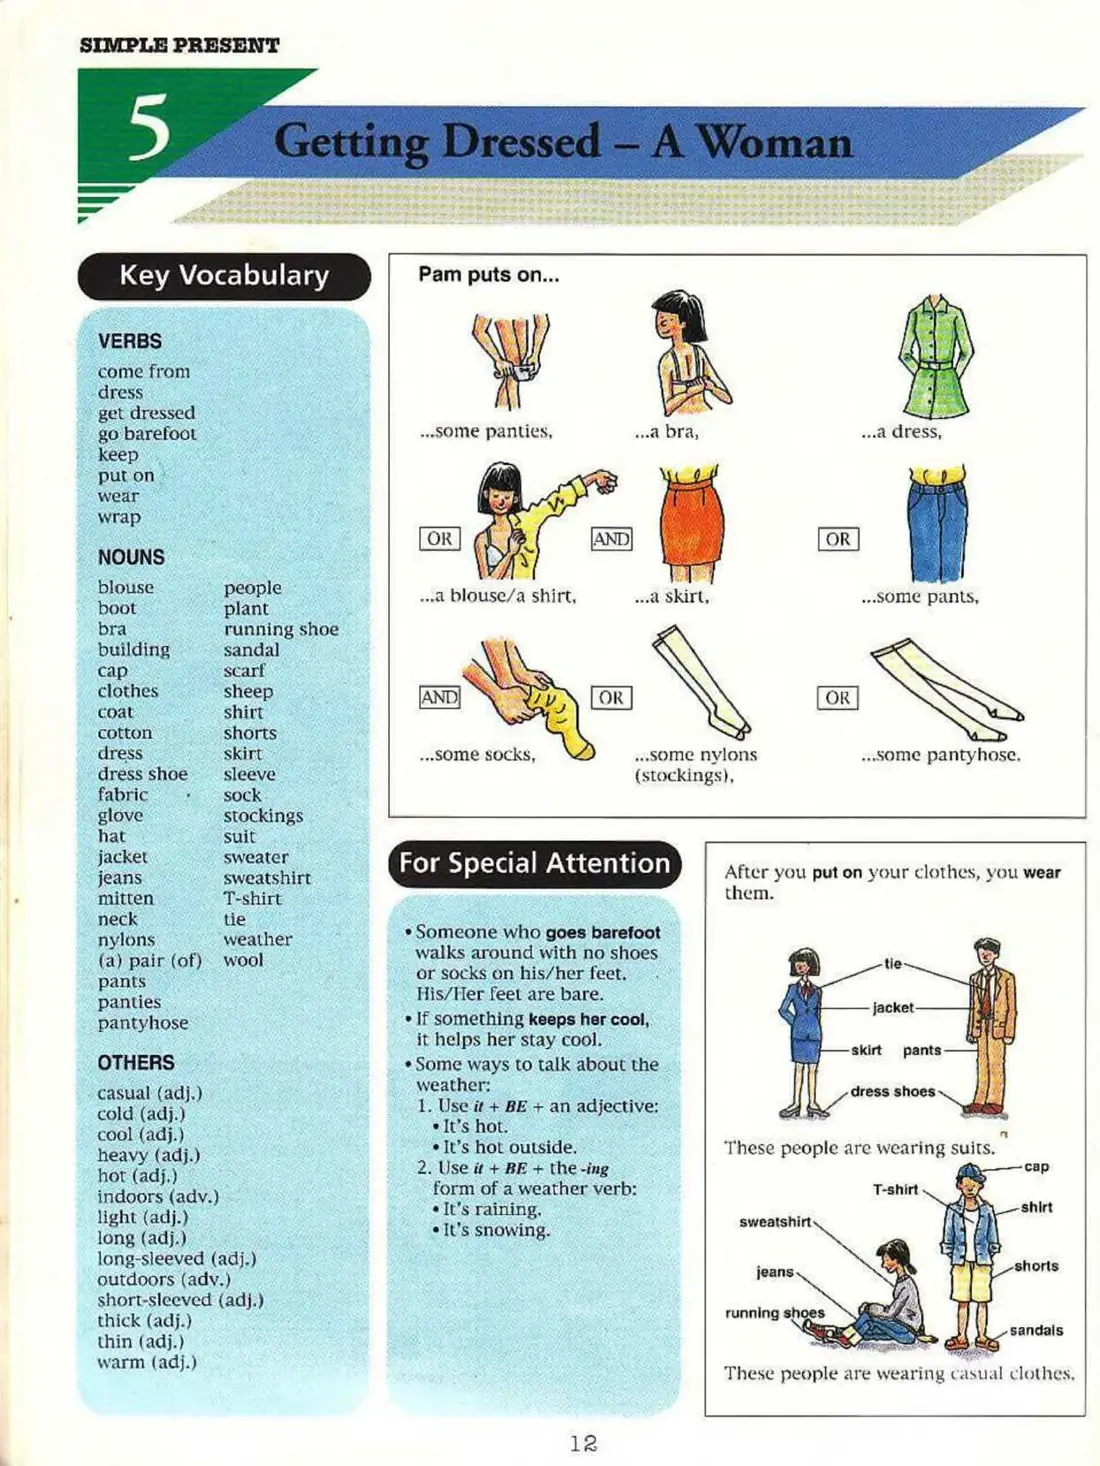 SIMPLE PRESENT
5
Getting Dressed – A Woman
Key Vocabulary
VERBS
come from
dress
get dressed
go barefoot
keep
put on
wear
wrap
NOUNS
blouse
boot
bra
building
cap
clothes
coat
cotton
dress
dress shoe
fabric
glove
hat
jacket
jeans
mitten
neck
nylons
(a) pair (of)
pants
panties
pantyhose
people
plant
running shoe
sandal
scarf
sheep
shirt
shorts
skirt
sleeve
sock
stockings
suit
sweater
sweatshirt
T-shirt
tie
weather
wool
OTHERS
casual (adj.)
cold (adj.)
cool (adj.)
heavy (adj.)
hot (adj.)
indoors (adv.)
light (adj.)
long (adj.)
long-sleeved (adj.)
outdoors (adv.)
short-sleeved (adj.)
thick (adj.)
thin (adj.)
warm (adj.)
Pam puts on...
...some panties,
...a bra,
...a dress,
OR
AND
OR
...a blouse/a shirt,
...a skirt,
...some pants,
AND
OR
OR
...some socks,
...some nylons
(stockings),
...some pantyhose.
For Special Attention
• Someone who goes barefoot
walks around with no shoes
or socks on his/her feet.
His/Her feet are bare.
• If something keeps her cool,
it helps her stay cool.
• Some ways to talk about the
weather:
1. Use it + BE + an adjective:
• It's hot.
• It's hot outside.
2. Use it + BE + the -ing
form of a weather verb:
• It's raining.
• It's snowing.
After you put on your clothes, you wear
them.
tie
jacket
skirt
pants
dress shoes
These people are wearing suits.
cap
T-shirt
shirt
sweatshirt
jeans
shorts
running shoes
sandals
These people are wearing casual clothes.
12